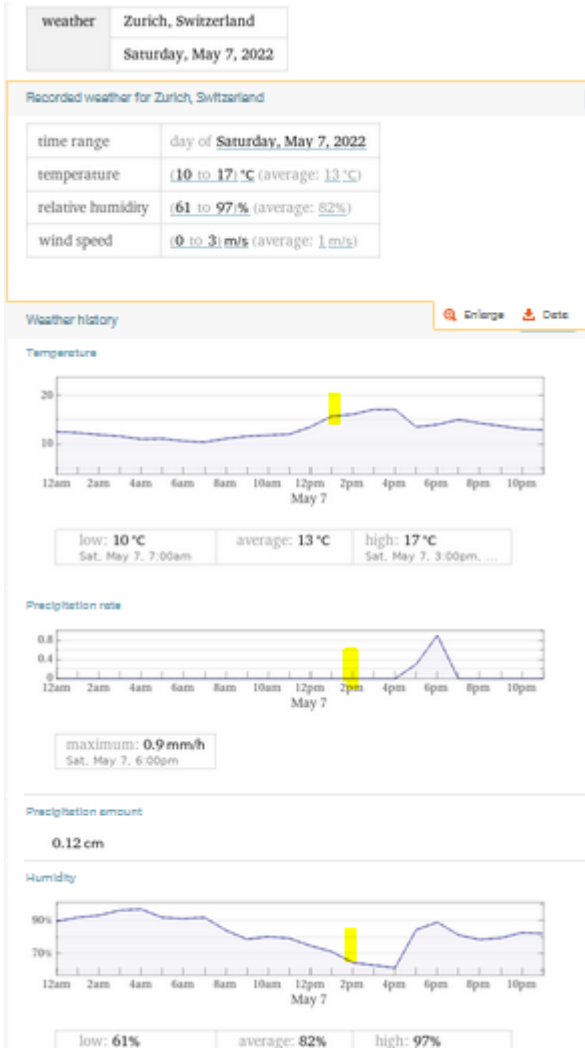 weather Zurich, Switzerland
Saturday, May 7, 2022
Recorded weather for Zurich, Switzerland
time range day of Saturday, May 7, 2022
temperature (10 to 17) °C (average: 13 °C)
relative humidity (61 to 97)% (average: 82%)
wind speed (0 to 3) m/s (average: 1 m/s)
Weather history Enlarge Data
Temperature
20
10
12am 2am 4am 6am 8am 10am 12pm 2pm 4pm 6pm 8pm 10pm
May 7
low: 10 °C average: 13 °C high: 17 °C
Sat, May 7, 7:00am Sat, May 7, 3:00pm, ...
Precipitation rate
0.8
0.4
0
12am 2am 4am 6am 8am 10am 12pm 2pm 4pm 6pm 8pm 10pm
May 7
maximum: 0.9 mm/h
Sat, May 7, 6:00pm
Precipitation amount
0.12 cm
Humidity
90%
70%
12am 2am 4am 6am 8am 10am 12pm 2pm 4pm 6pm 8pm 10pm
May 7
low: 61% average: 82% high: 97%